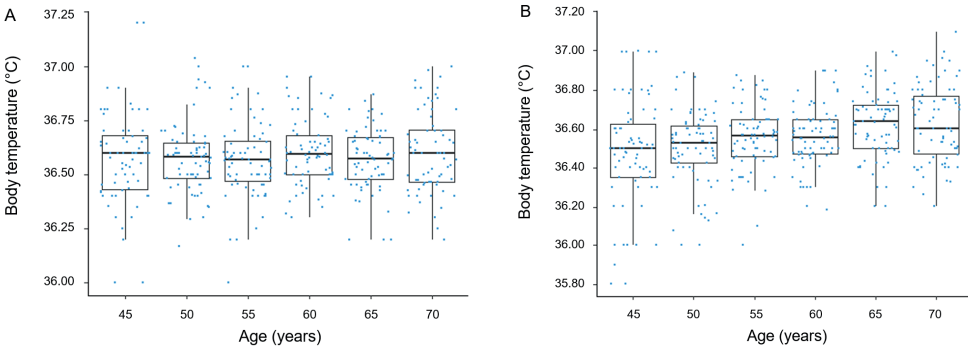 A
Body temperature (°C)
37.25
37.00
36.75
36.50
36.25
36.00
45 50 55 60 65 70
Age (years)
B
Body temperature (°C)
37.20
37.00
36.80
36.60
36.40
36.20
36.00
35.80
45 50 55 60 65 70
Age (years)